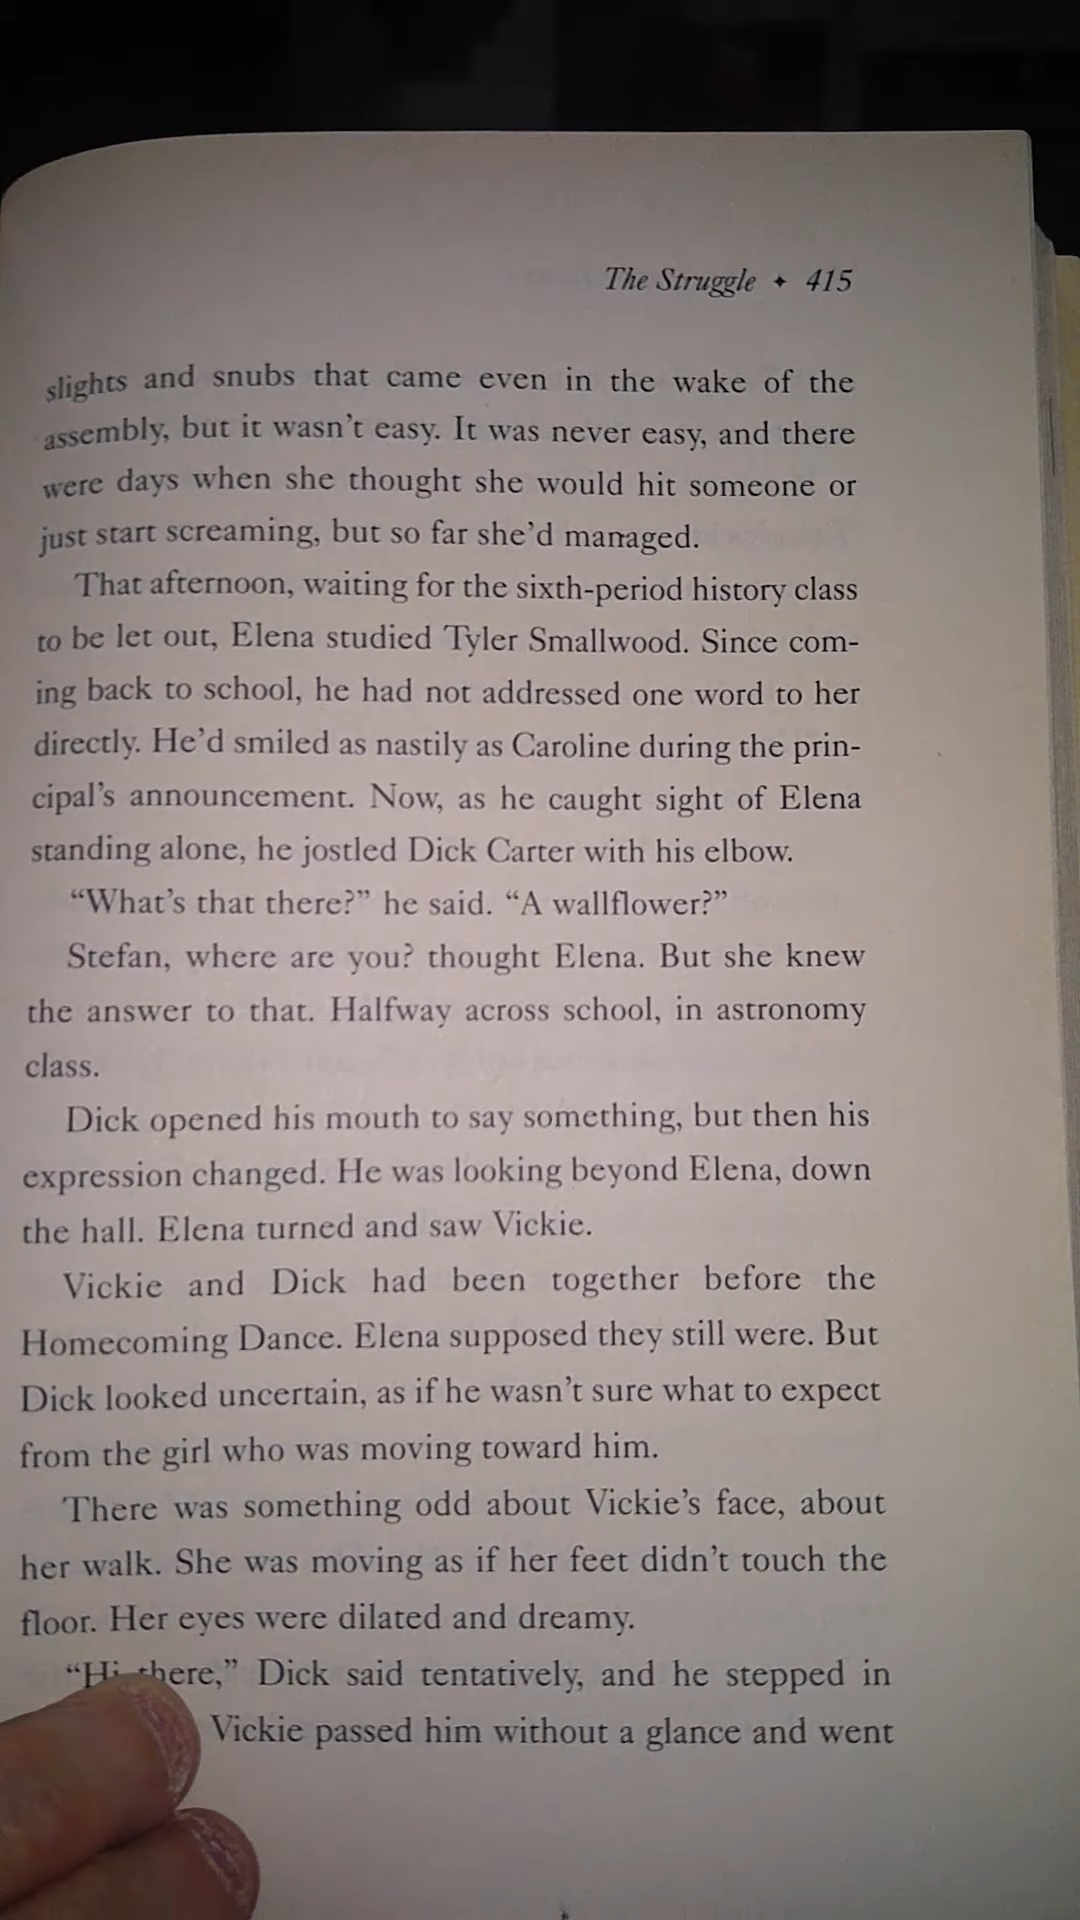 The Struggle ✦ 415
slights and snubs that came even in the wake of the
assembly, but it wasn't easy. It was never easy, and there
were days when she thought she would hit someone or
just start screaming, but so far she'd managed.
That afternoon, waiting for the sixth-period history class
to be let out, Elena studied Tyler Smallwood. Since com-
ing back to school, he had not addressed one word to her
directly. He'd smiled as nastily as Caroline during the prin-
cipal's announcement. Now, as he caught sight of Elena
standing alone, he jostled Dick Carter with his elbow.
“What's that there?” he said. “A wallflower?”
Stefan, where are you? thought Elena. But she knew
the answer to that. Halfway across school, in astronomy
class.
Dick opened his mouth to say something, but then his
expression changed. He was looking beyond Elena, down
the hall. Elena turned and saw Vickie.
Vickie and Dick had been together before the
Homecoming Dance. Elena supposed they still were. But
Dick looked uncertain, as if he wasn't sure what to expect
from the girl who was moving toward him.
There was something odd about Vickie's face, about
her walk. She was moving as if her feet didn't touch the
floor. Her eyes were dilated and dreamy.
“Hi there,” Dick said tentatively, and he stepped in
Vickie passed him without a glance and went